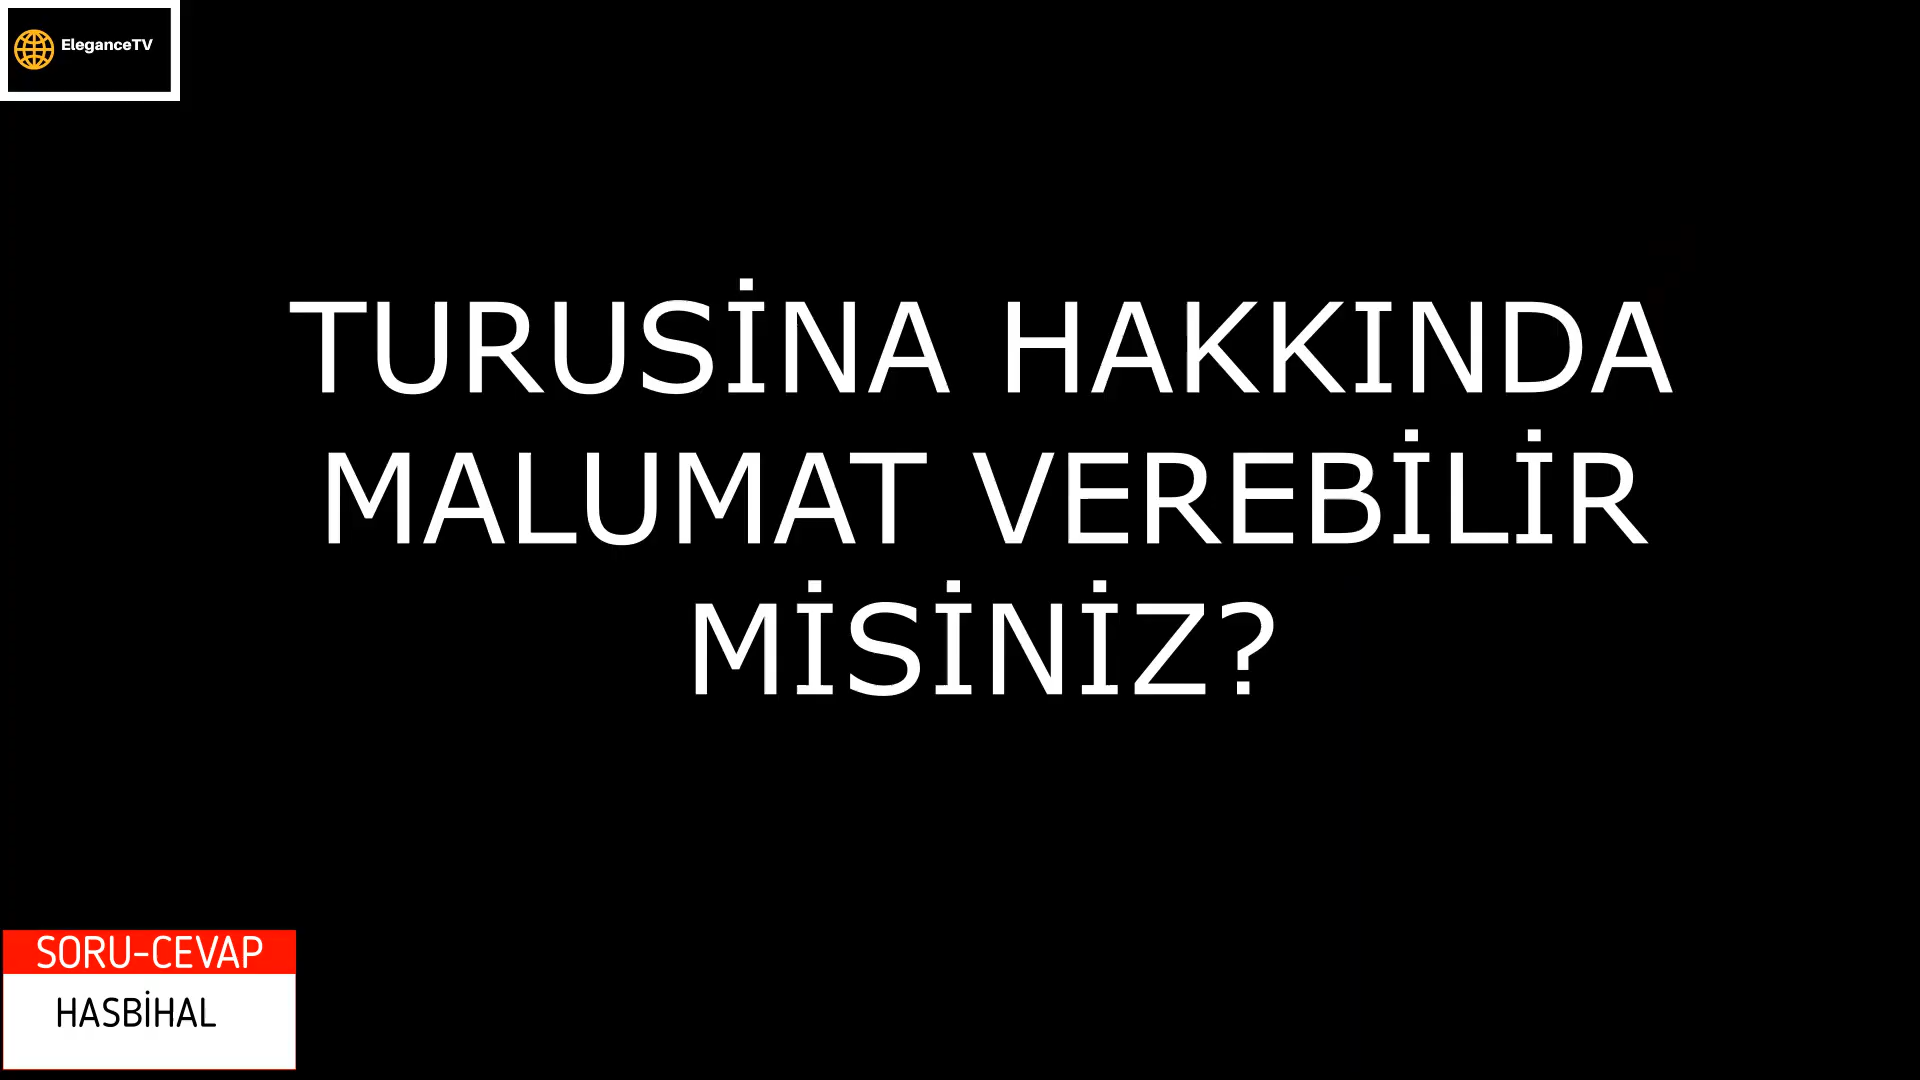 EleganceTV
TURUSİNA HAKKINDA
MALUMAT VEREBİLİR
MİSİNİZ?
SORU-CEVAP
HASBİHAL